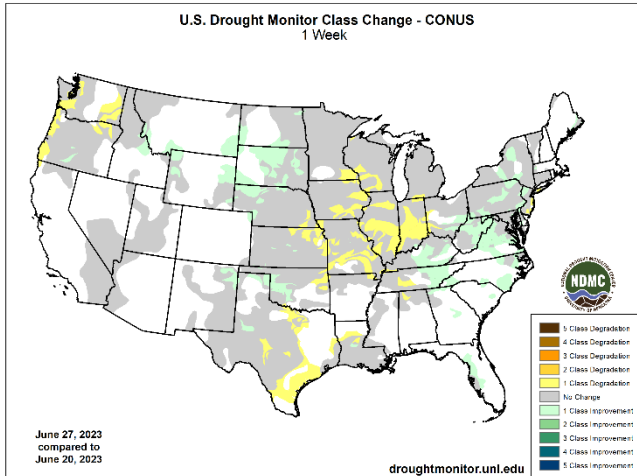 U.S. Drought Monitor Class Change - CONUS
1 Week
NDMC
5 Class Degradation
4 Class Degradation
3 Class Degradation
2 Class Degradation
1 Class Degradation
No Change
1 Class Improvement
2 Class Improvement
3 Class Improvement
4 Class Improvement
5 Class Improvement
June 27, 2023
compared to
June 20, 2023
droughtmonitor.unl.edu